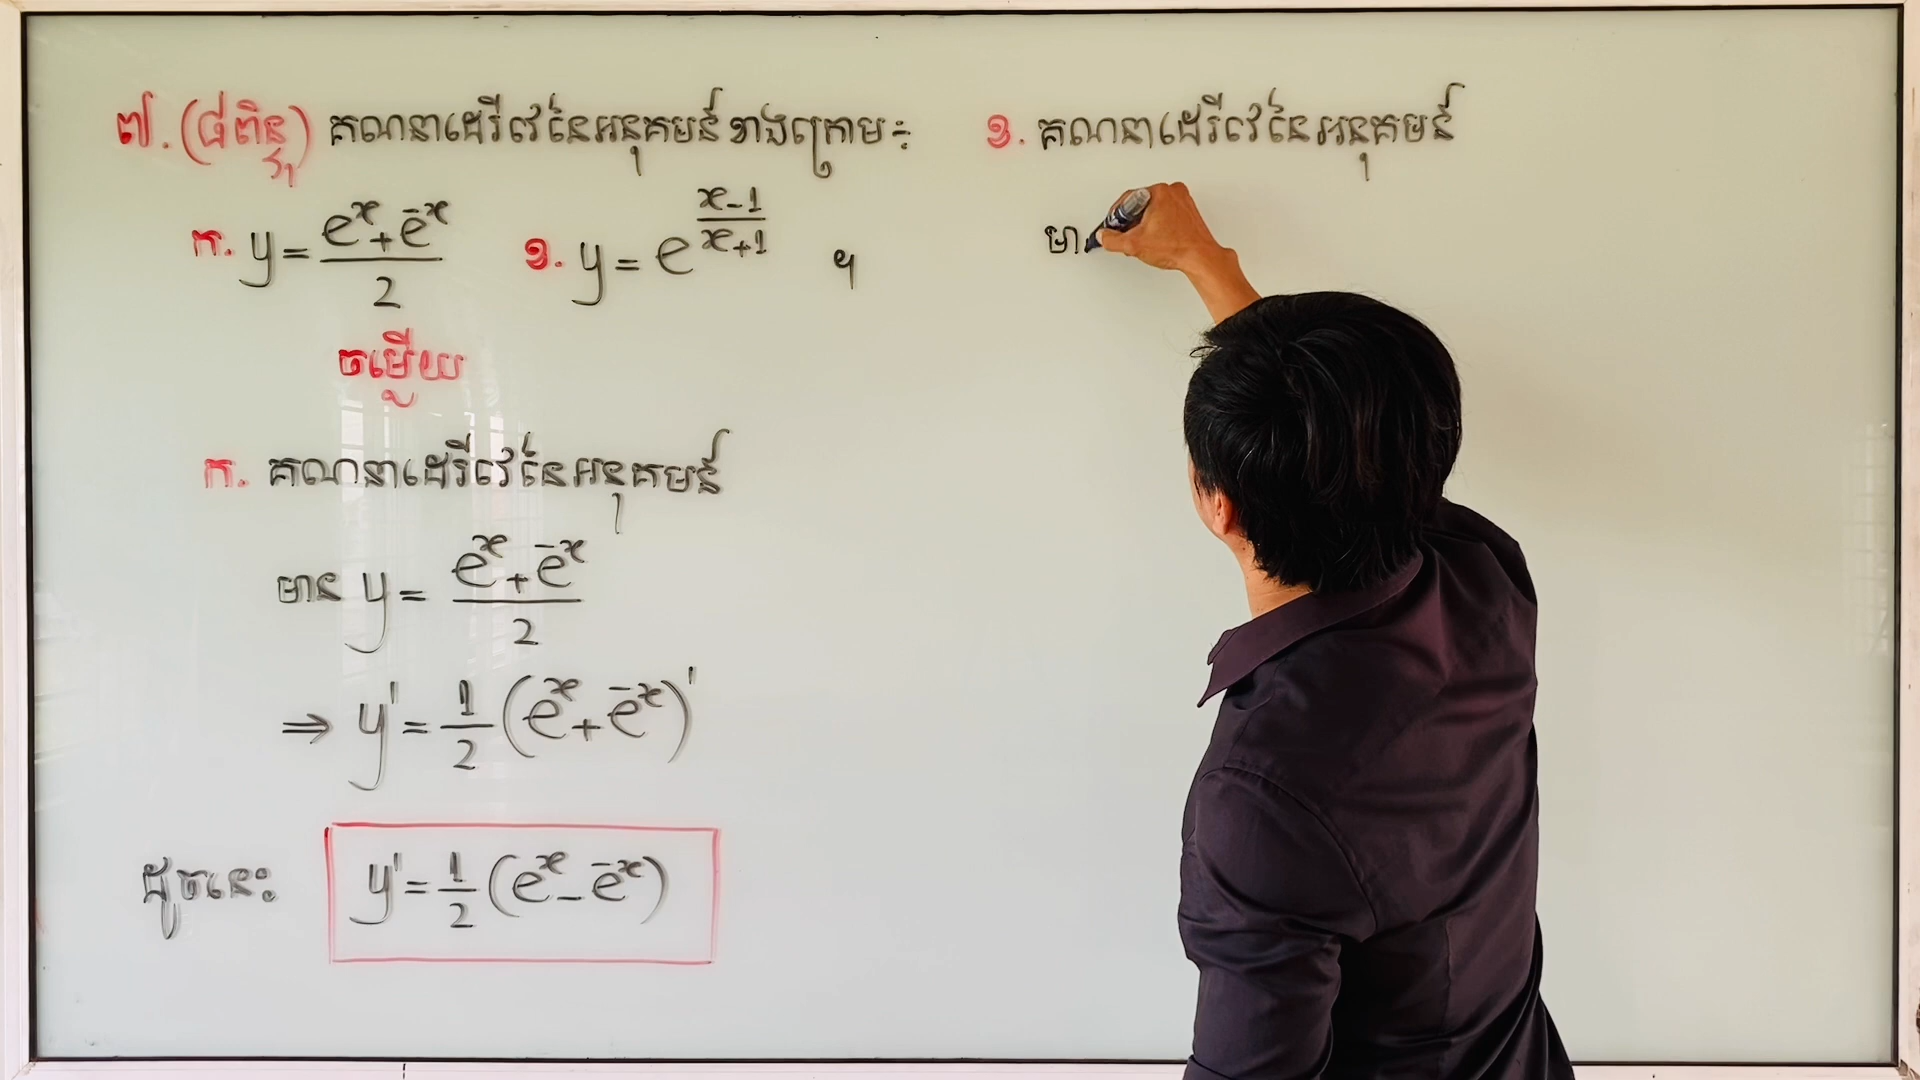 ៧. (៨ពិន្ទុ) គណនាដេរីវេនៃអនុគមន៍ខាងក្រោម៖
ក. y = (e^x + e^-x)/2 ខ. y = e^((x-1)/(x+1)) ។
ចម្លើយ
ក. គណនាដេរីវេនៃអនុគមន៍
មាន y = (e^x + e^-x)/2
⇒ y' = 1/2 (e^x + e^-x)'
ដូចនេះ y' = 1/2 (e^x - e^-x)
ខ. គណនាដេរីវេនៃអនុគមន៍
មា